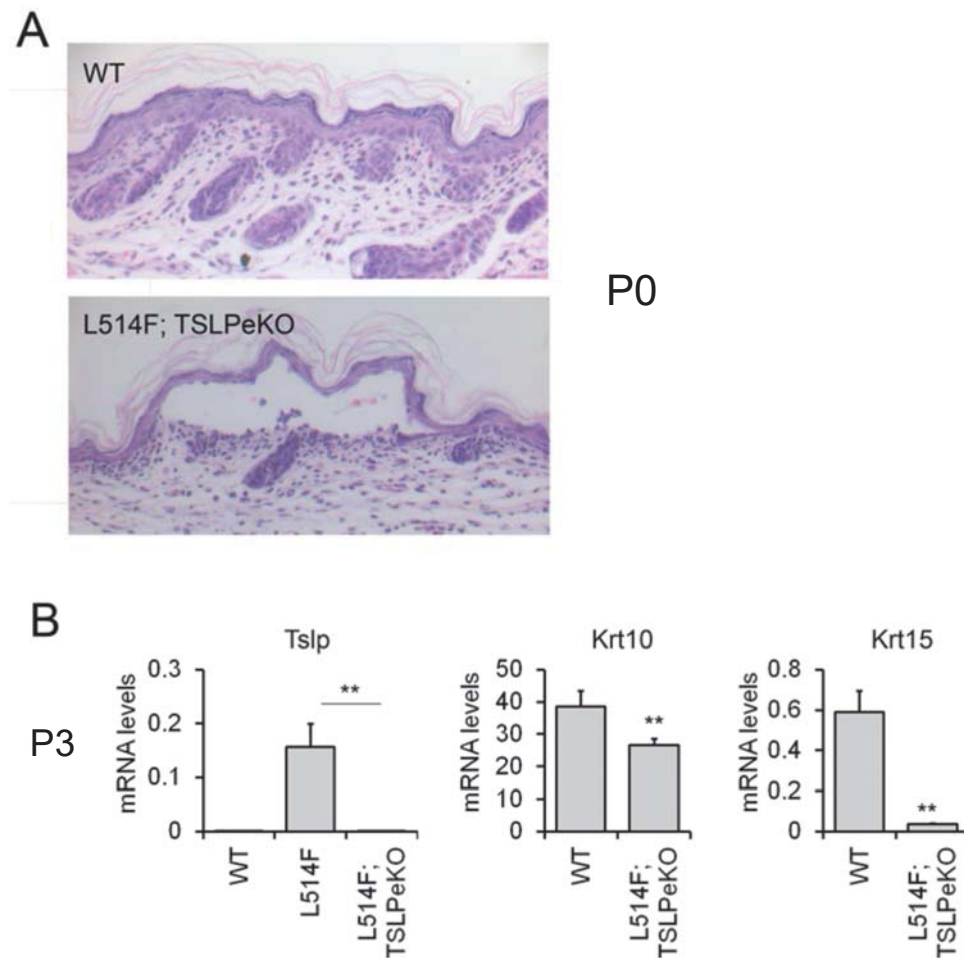 A
WT
P0
L514F; TSLPeKO
B
P3
Tslp
mRNA levels
0.3
0.2
0.1
0
**
WT
L514F
L514F;
TSLPeKO
Krt10
mRNA levels
50
40
30
20
10
0
**
WT
L514F;
TSLPeKO
Krt15
mRNA levels
0.8
0.6
0.4
0.2
0
**
WT
L514F;
TSLPeKO